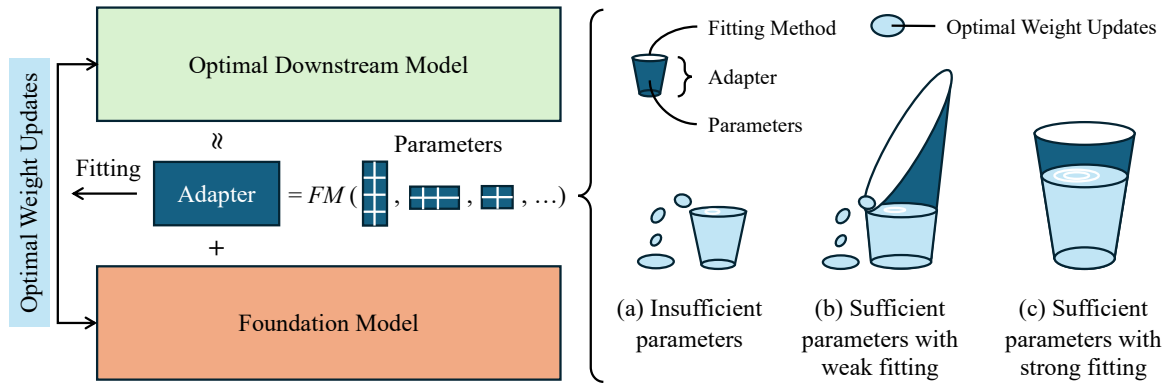 Optimal Weight Updates
Optimal Downstream Model
≈
Fitting
Adapter
Parameters
= FM ( , , , …)
+
Foundation Model
Fitting Method
Adapter
Parameters
Optimal Weight Updates
(a) Insufficient
parameters
(b) Sufficient
parameters with
weak fitting
(c) Sufficient
parameters with
strong fitting